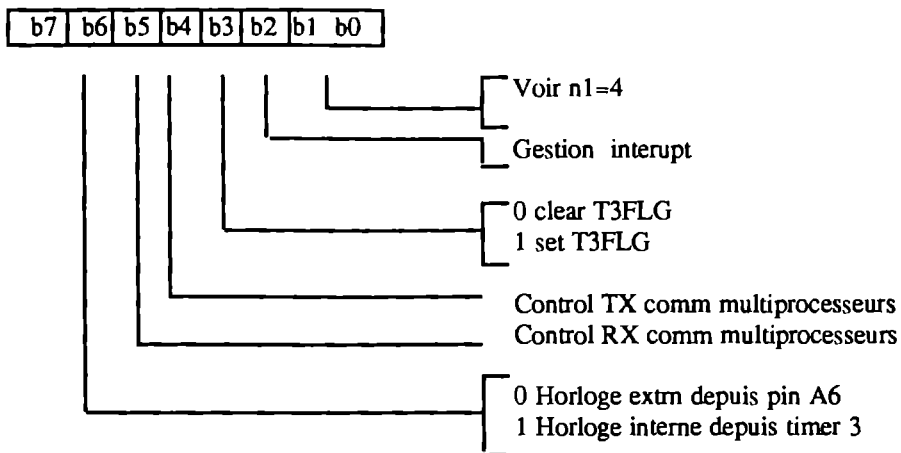 b7 b6 b5 b4 b3 b2 b1 b0
Voir n1=4
Gestion interupt
0 clear T3FLG
1 set T3FLG
Control TX comm multiprocesseurs
Control RX comm multiprocesseurs
0 Horloge extrn depuis pin A6
1 Horloge interne depuis timer 3